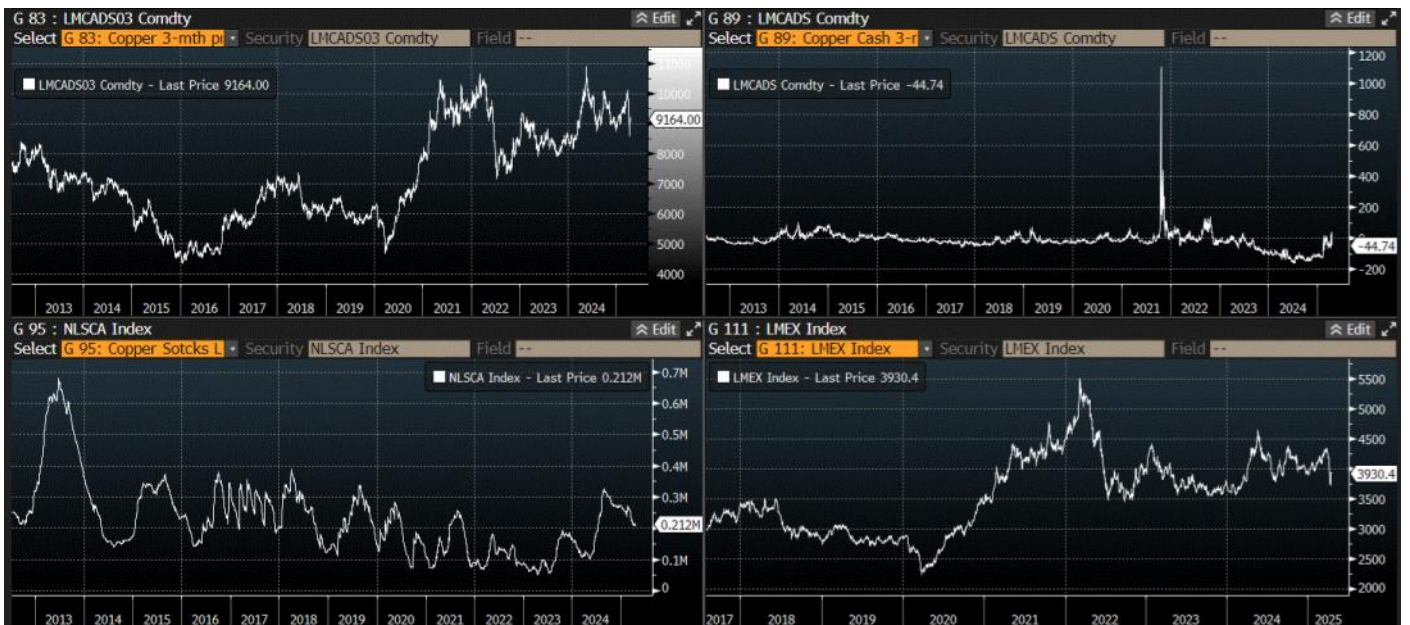 G 83 : LMCADS03 Comdty
Edit
Select G 83: Copper 3-mth pr Security LMCADS03 Comdty Field --
LMCADS03 Comdty - Last Price 9164.00
11000
10000
9164.00
8000
7000
6000
5000
4000
2013 2014 2015 2016 2017 2018 2019 2020 2021 2022 2023 2024
G 89 : LMCADS Comdty
Edit
Select G 89: Copper Cash 3-r Security LMCADS Comdty Field --
LMCADS Comdty - Last Price -44.74
1200
1000
800
600
400
200
0
-44.74
-200
2013 2014 2015 2016 2017 2018 2019 2020 2021 2022 2023 2024
G 95 : NLSCA Index
Edit
Select G 95: Copper Sotcks L Security NLSCA Index Field --
NLSCA Index - Last Price 0.212M
0.7M
0.6M
0.5M
0.4M
0.3M
0.212M
0.1M
0
2013 2014 2015 2016 2017 2018 2019 2020 2021 2022 2023 2024
G 111 : LMEX Index
Edit
Select G 111: LMEX Index Security LMEX Index Field --
LMEX Index - Last Price 3930.4
5500
5000
4500
3930.4
3500
3000
2500
2000
2017 2018 2019 2020 2021 2022 2023 2024 2025